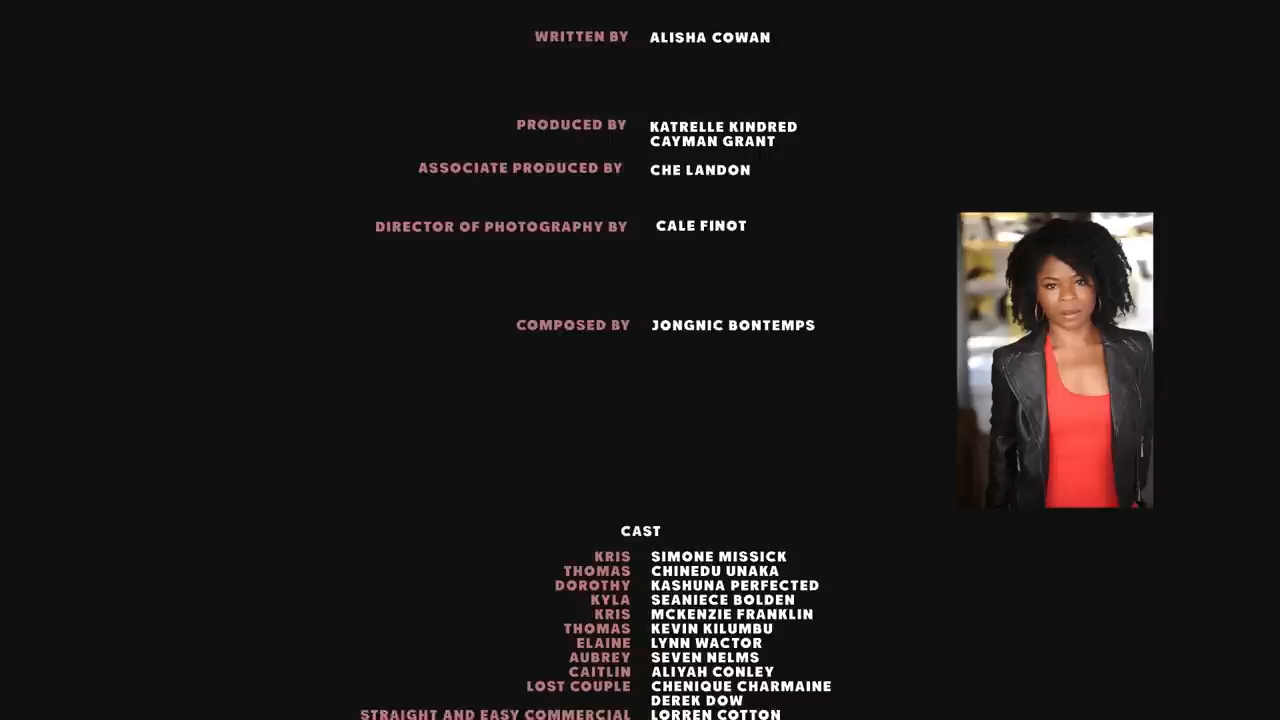 WRITTEN BY ALISHA COWAN
PRODUCED BY KATRELLE KINDRED
CAYMAN GRANT
ASSOCIATE PRODUCED BY CHE LANDON
DIRECTOR OF PHOTOGRAPHY BY CALE FINOT
COMPOSED BY JONGNIC BONTEMPS
CAST
KRIS SIMONE MISSICK
THOMAS CHINEDU UNAKA
DOROTHY KASHUNA PERFECTED
KYLA SEANIECE BOLDEN
KRIS MCKENZIE FRANKLIN
THOMAS KEVIN KILUMBU
ELAINE LYNN WACTOR
AUBREY SEVEN NELMS
CAITLIN ALIYAH CONLEY
LOST COUPLE CHENIQUE CHARMAINE
DEREK DOW
STRAIGHT AND EASY COMMERCIAL LORREN COTTON